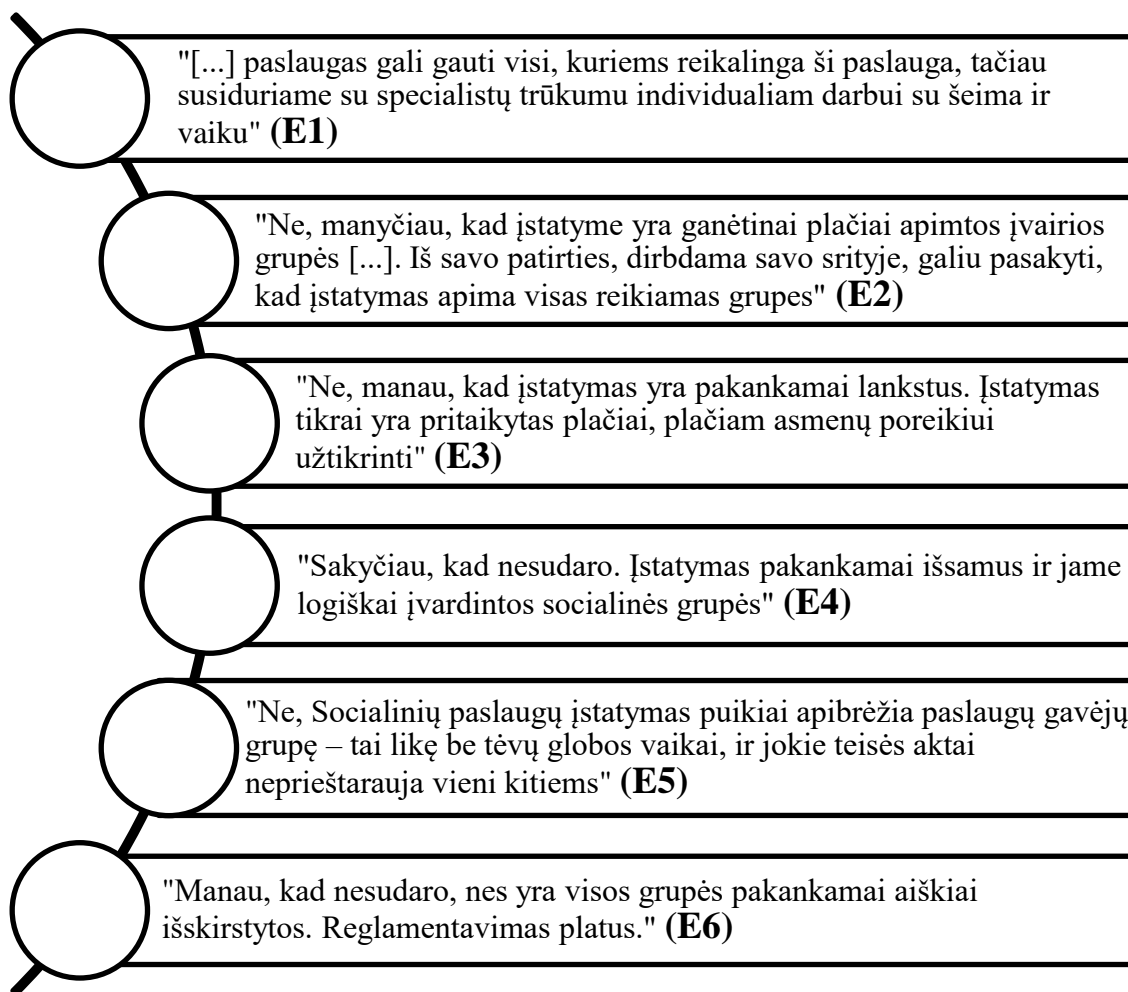 "[...] paslaugas gali gauti visi, kuriems reikalinga ši paslauga, tačiau
susiduriame su specialistų trūkumu individualiam darbui su šeima ir
vaiku" (E1)
"Ne, manyčiau, kad įstatyme yra ganėtinai plačiai apimtos įvairios
grupės [...]. Iš savo patirties, dirbdama savo srityje, galiu pasakyti,
kad įstatymas apima visas reikiamas grupes" (E2)
"Ne, manau, kad įstatymas yra pakankamai lankstus. Įstatymas
tikrai yra pritaikytas plačiai, plačiam asmenų poreikiui
užtikrinti" (E3)
"Sakyčiau, kad nesudaro. Įstatymas pakankamai išsamus ir jame
logiškai įvardintos socialinės grupės" (E4)
"Ne, Socialinių paslaugų įstatymas puikiai apibrėžia paslaugų gavėjų
grupę – tai likę be tėvų globos vaikai, ir jokie teisės aktai
neprieštarauja vieni kitiems" (E5)
"Manau, kad nesudaro, nes yra visos grupės pakankamai aiškiai
išskirstytos. Reglamentavimas platus." (E6)